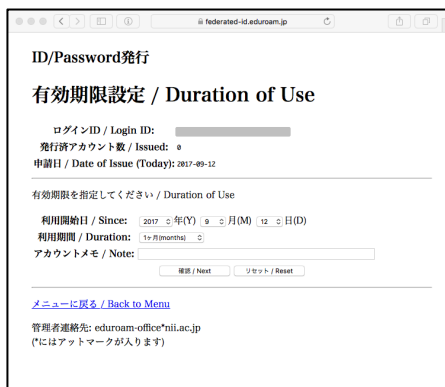 federated-id.eduroam.jp
ID/Password発行
有効期限設定 / Duration of Use
ログインID / Login ID:
発行済アカウント数 / Issued: 0
申請日 / Date of Issue (Today): 2017-09-12
有効期限を指定してください / Duration of Use
利用開始日 / Since: 2017 年(Y) 9 月(M) 12 日(D)
利用期間 / Duration: 1ヶ月(months)
アカウントメモ / Note:
確認 / Next リセット / Reset
メニューに戻る / Back to Menu
管理者連絡先: eduroam-office*nii.ac.jp
(*にはアットマークが入ります)